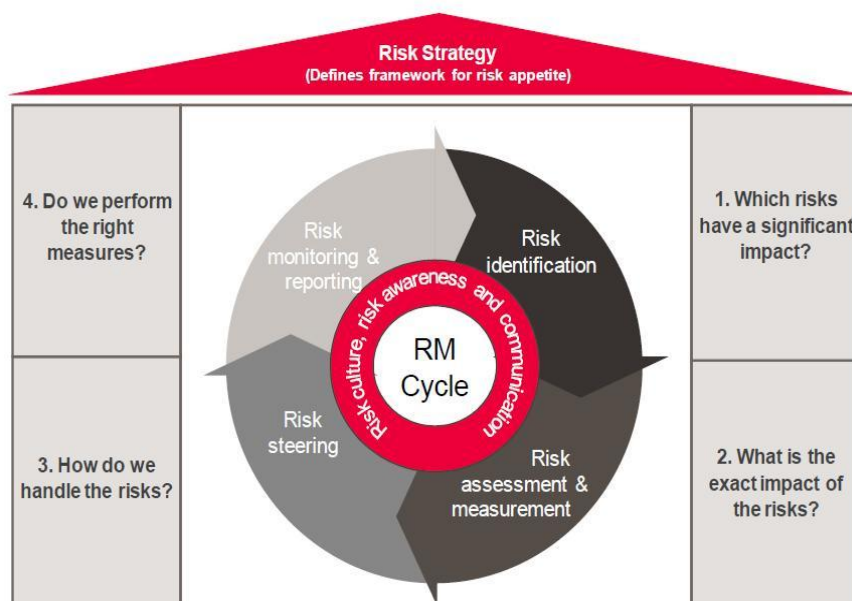 Risk Strategy
(Defines framework for risk appetite)
4. Do we perform
the right
measures?
1. Which risks
have a significant
impact?
Risk
monitoring &
reporting
Risk
identification
Risk culture, risk awareness and communication
RM
Cycle
Risk
steering
Risk
assessment &
measurement
3. How do we
handle the risks?
2. What is the
exact impact of
the risks?